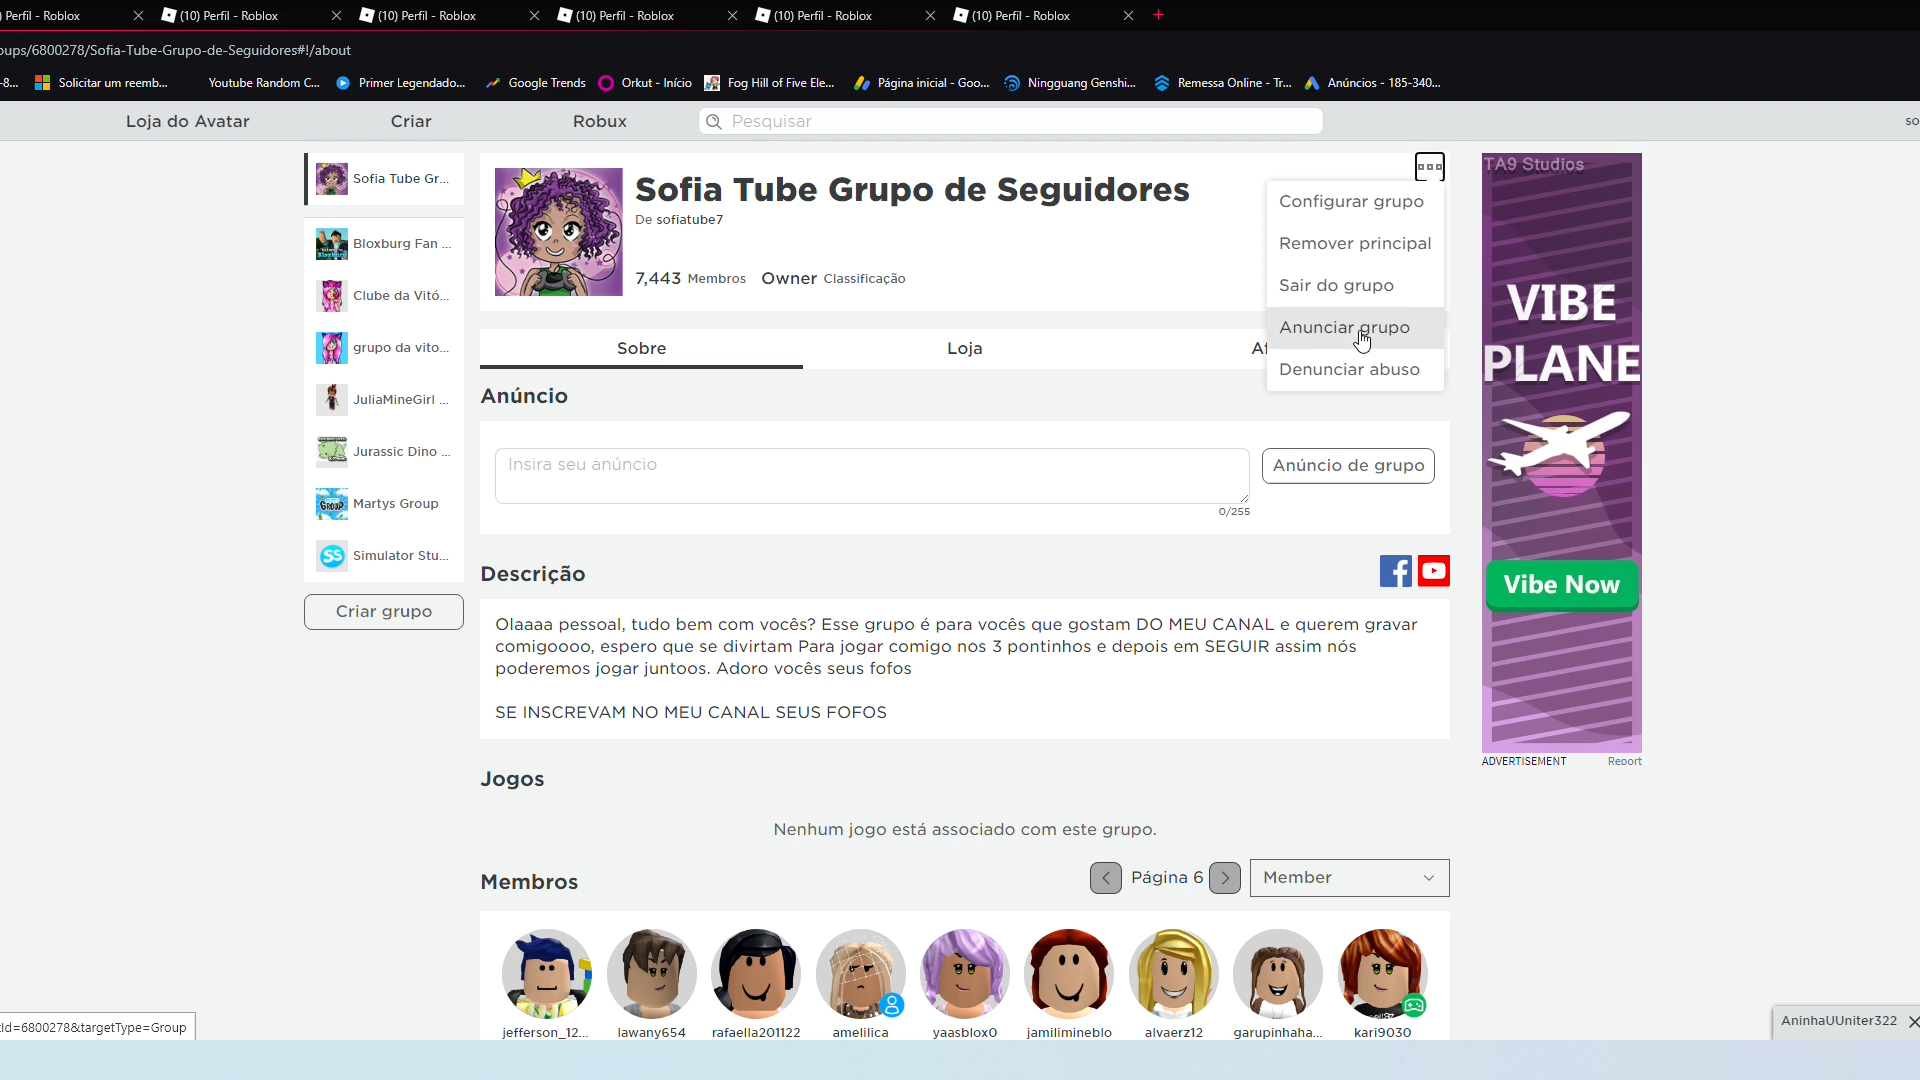 Perfil - Roblox
(10) Perfil - Roblox
(10) Perfil - Roblox
(10) Perfil - Roblox
(10) Perfil - Roblox
(10) Perfil - Roblox
oups/6800278/Sofia-Tube-Grupo-de-Seguidores#!/about
-8...
Solicitar um reemb...
Youtube Random C...
Primer Legendado...
Google Trends
Orkut - Início
Fog Hill of Five Ele...
Página inicial - Goo...
Ningguang Genshi...
Remessa Online - Tr...
Anúncios - 185-340...
Loja do Avatar
Criar
Robux
Pesquisar
so
Sofia Tube Gr...
Bloxburg Fan ...
Clube da Vitó...
grupo da vito...
JuliaMineGirl ...
Jurassic Dino ...
GROUP
Martys Group
SS
Simulator Stu...
Criar grupo
Sofia Tube Grupo de Seguidores
De sofiatube7
7,443 Membros Owner Classificação
Configurar grupo
Remover principal
Sair do grupo
Anunciar grupo
Denunciar abuso
Sobre
Loja
Af
Anúncio
Insira seu anúncio
Anúncio de grupo
0/255
Descrição
Olaaaa pessoal, tudo bem com vocês? Esse grupo é para vocês que gostam DO MEU CANAL e querem gravar
comigoooo, espero que se divirtam Para jogar comigo nos 3 pontinhos e depois em SEGUIR assim nós
poderemos jogar juntoos. Adoro vocês seus fofos
SE INSCREVAM NO MEU CANAL SEUS FOFOS
Jogos
Nenhum jogo está associado com este grupo.
Membros
Página 6
Member
jefferson_12...
lawany654
rafaella201122
amelilica
yaasblox0
jamilimineblo
alvaerz12
garupinhaha...
kari9030
TA9 Studios
VIBE
PLANE
Vibe Now
ADVERTISEMENT
Report
Id=6800278&targetType=Group
AninhaUUniter322